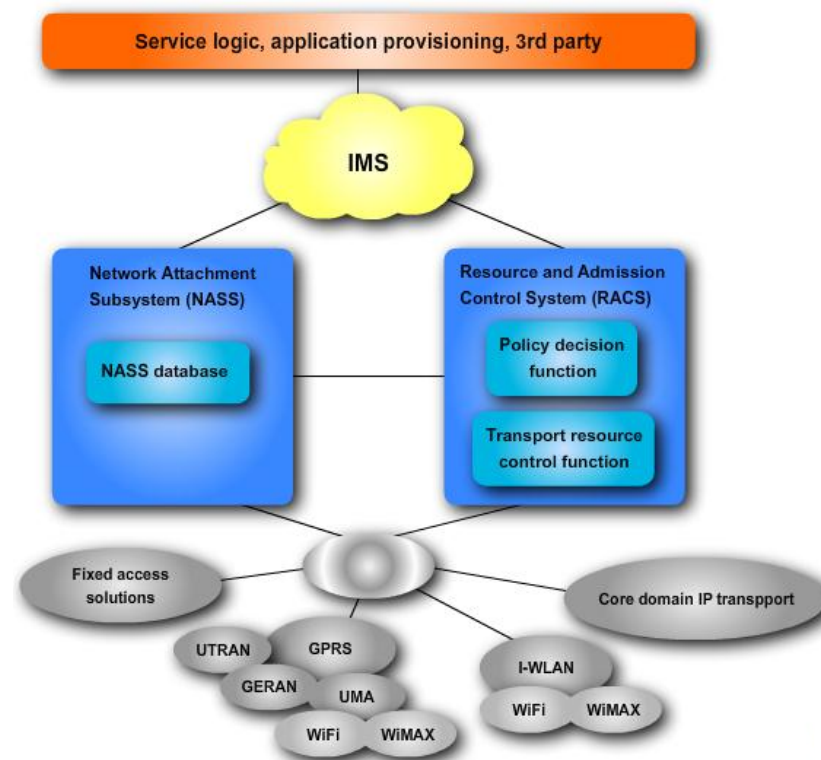 Service logic, application provisioning, 3rd party
IMS
Network Attachment
Subsystem (NASS)
NASS database
Resource and Admission
Control System (RACS)
Policy decision
function
Transport resource
control function
Fixed access
solutions
Core domain IP transpport
UTRAN
GPRS
GERAN
UMA
WiFi
WiMAX
I-WLAN
WiFi
WiMAX